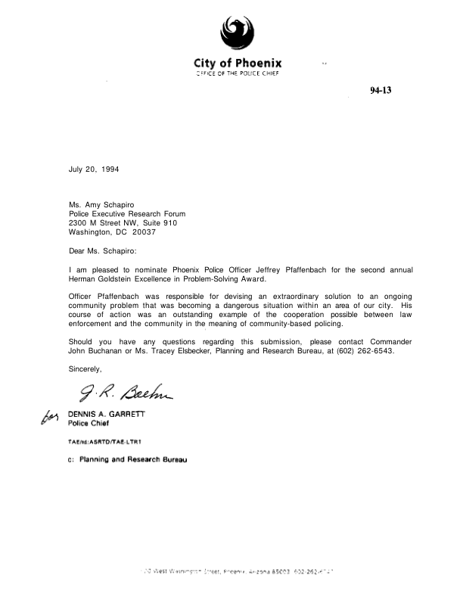 City of Phoenix
OFFICE OF THE POLICE CHIEF
94-13
July 20, 1994
Ms. Amy Schapiro
Police Executive Research Forum
2300 M Street NW, Suite 910
Washington, DC 20037
Dear Ms. Schapiro:
I am pleased to nominate Phoenix Police Officer Jeffrey Pfaffenbach for the second annual
Herman Goldstein Excellence in Problem-Solving Award.
Officer Pfaffenbach was responsible for devising an extraordinary solution to an ongoing
community problem that was becoming a dangerous situation within an area of our city. His
course of action was an outstanding example of the cooperation possible between law
enforcement and the community in the meaning of community-based policing.
Should you have any questions regarding this submission, please contact Commander
John Buchanan or Ms. Tracey Elsbecker, Planning and Research Bureau, at (602) 262-6543.
Sincerely,
J.R. Baehm
for DENNIS A. GARRETT
Police Chief
TAE/nl:ASRTD/TAE-LTR1
c: Planning and Research Bureau
West Washington Street, Phoenix, Arizona 85003 602-262-